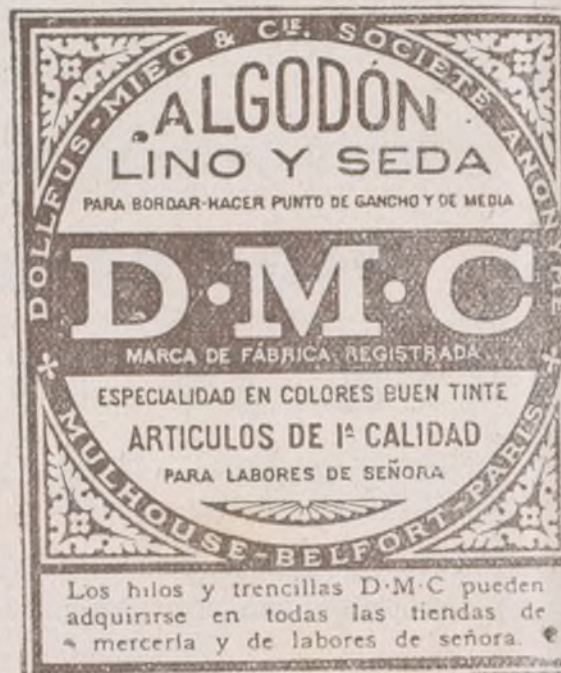 DOLLFUS-MIEG & CIE. SOCIÉTÉ ANONYME
ALGODÓN
LINO Y SEDA
PARA BORDAR-HACER PUNTO DE GANCHO Y DE MEDIA
D·M·C
MARCA DE FÁBRICA REGISTRADA
ESPECIALIDAD EN COLORES BUEN TINTE
ARTICULOS DE 1ª CALIDAD
PARA LABORES DE SEÑORA
MULHOUSE-BELFORT-PARIS
Los hilos y trencillas D·M·C pueden
adquirirse en todas las tiendas de
mercería y de labores de señora.